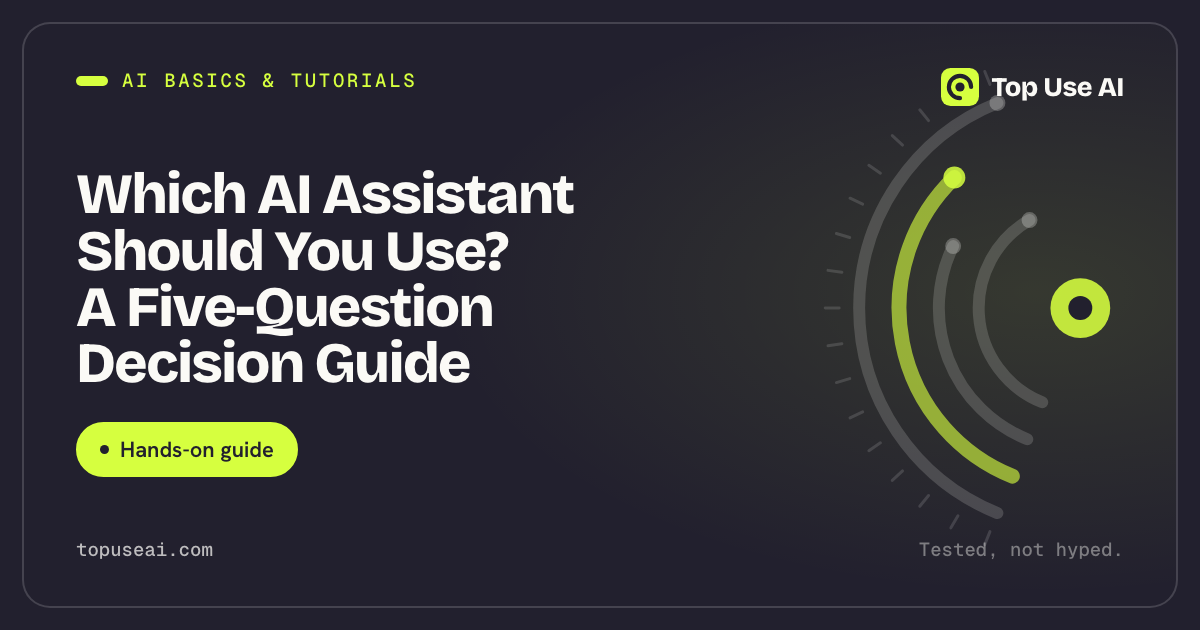 AI BASICS & TUTORIALS
Top Use AI
Which AI Assistant
Should You Use?
A Five-Question
Decision Guide
Hands-on guide
topuseai.com
Tested, not hyped.